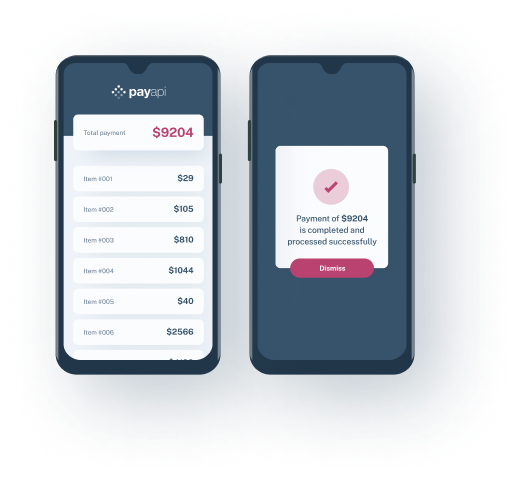 payapi
Total payment $9204
Item #001 $29
Item #002 $105
Item #003 $810
Item #004 $1044
Item #005 $40
Item #006 $2566
Payment of $9204
is completed and
processed successfully
Dismiss